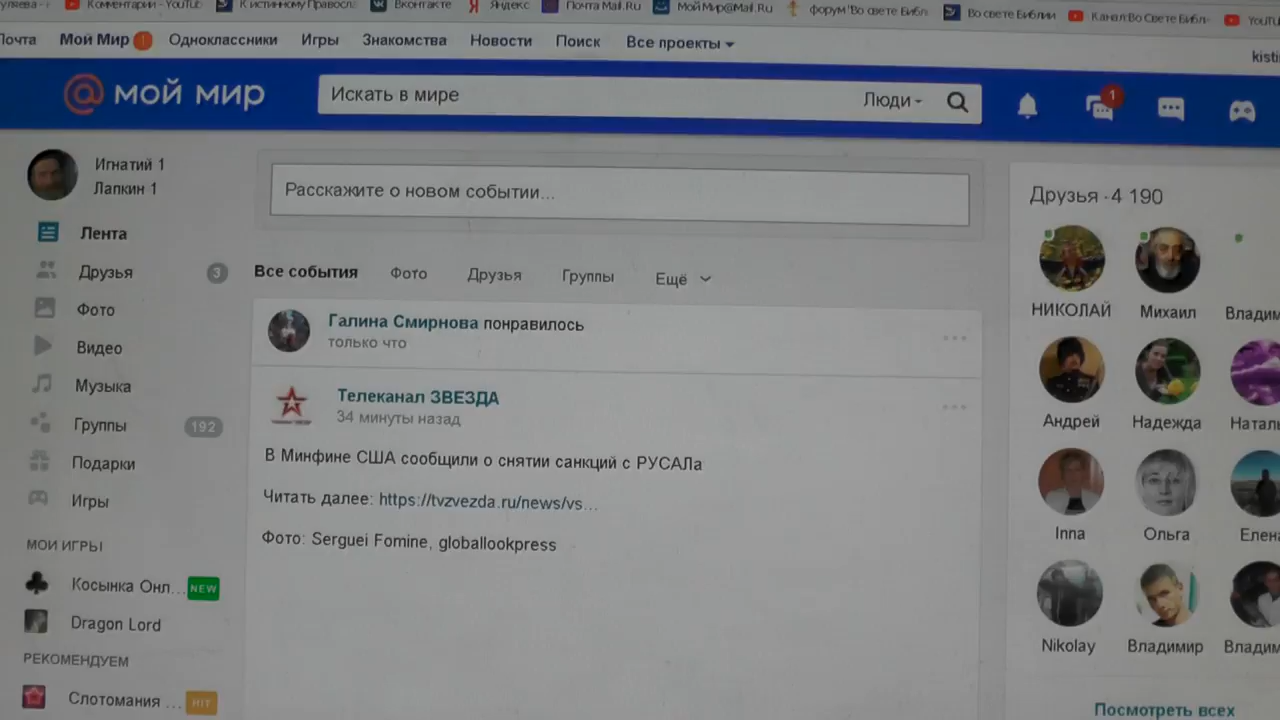 Комментарии - YouTube
К истинному Правосла
Вконтакте
Яндекс
Почта Mail.Ru
Мой Мир@Mail.Ru
форум "Во свете Библ
Во свете Библии
Канал Во Свете Библ
Почта Мой Мир Одноклассники Игры Знакомства Новости Поиск Все проекты
мой мир
Искать в мире
Люди
1
Игнатий 1
Лапкин 1
Расскажите о новом событии...
Лента
Друзья 3
Фото
Видео
Музыка
Группы 192
Подарки
Игры
МОИ ИГРЫ
Косынка Онл... NEW
Dragon Lord
РЕКОМЕНДУЕМ
Слотомания ... HIT
Все события Фото Друзья Группы Ещё
Галина Смирнова понравилось
только что
Телеканал ЗВЕЗДА
34 минуты назад
В Минфине США сообщили о снятии санкций с РУСАЛа
Читать далее: https://tvzvezda.ru/news/vs...
Фото: Serguei Fomine, globallookpress
Друзья · 4 190
НИКОЛАЙ Михаил Владим
Андрей Надежда Наталь
Inna Ольга Елена
Nikolay Владимир Владим
Посмотреть всех